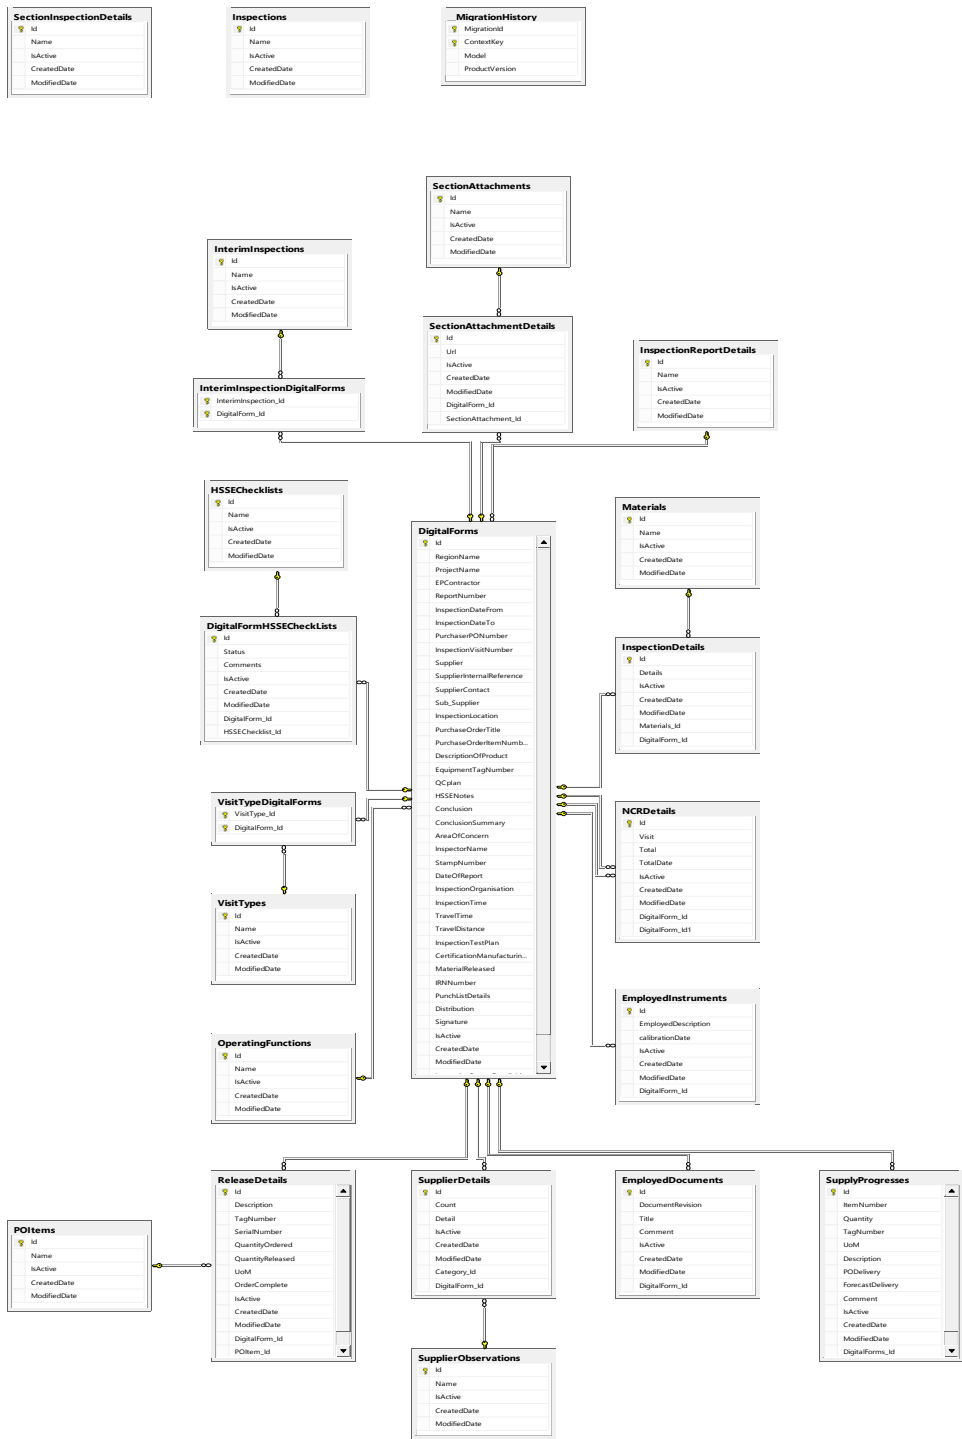 SectionInspectionDetails
Id
Name
IsActive
CreatedDate
ModifiedDate
Inspections
Id
Name
IsActive
CreatedDate
ModifiedDate
MigrationHistory
MigrationId
ContextKey
Model
ProductVersion
SectionAttachments
Id
Name
IsActive
CreatedDate
ModifiedDate
InterimInspections
Id
Name
IsActive
CreatedDate
ModifiedDate
SectionAttachmentDetails
Id
Url
IsActive
CreatedDate
ModifiedDate
DigitalForm_Id
SectionAttachment_Id
InspectionReportDetails
Id
Name
IsActive
CreatedDate
ModifiedDate
InterimInspectionDigitalForms
InterimInspection_Id
DigitalForm_Id
HSSEChecklists
Id
Name
IsActive
CreatedDate
ModifiedDate
DigitalForms
Id
RegionName
ProjectName
EPContractor
ReportNumber
InspectionDateFrom
InspectionDateTo
PurchaserPONumber
InspectionVisitNumber
Supplier
SupplierInternalReference
SupplierContact
Sub_Supplier
InspectionLocation
PurchaseOrderTitle
PurchaseOrderItemNumb...
DescriptionOfProduct
EquipmentTagNumber
QCplan
HSSENotes
Conclusion
ConclusionSummary
AreaOfConcern
InspectorName
StampNumber
DateOfReport
InspectionOrganisation
InspectionTime
TravelTime
TravelDistance
InspectionTestPlan
CertificationManufacturin...
MaterialReleased
IRNNumber
PunchListDetails
Distribution
Signature
IsActive
CreatedDate
ModifiedDate
Materials
Id
Name
IsActive
CreatedDate
ModifiedDate
DigitalFormHSSECheckLists
Id
Status
Comments
IsActive
CreatedDate
ModifiedDate
DigitalForm_Id
HSSEChecklist_Id
InspectionDetails
Id
Details
IsActive
CreatedDate
ModifiedDate
Materials_Id
DigitalForm_Id
VisitTypeDigitalForms
VisitType_Id
DigitalForm_Id
NCRDetails
Id
Visit
Total
TotalDate
IsActive
CreatedDate
ModifiedDate
DigitalForm_Id
DigitalForm_Id1
VisitTypes
Id
Name
IsActive
CreatedDate
ModifiedDate
EmployedInstruments
Id
EmployedDescription
calibrationDate
IsActive
CreatedDate
ModifiedDate
DigitalForm_Id
OperatingFunctions
Id
Name
IsActive
CreatedDate
ModifiedDate
ReleaseDetails
Id
Description
TagNumber
SerialNumber
QuantityOrdered
QuantityReleased
UoM
OrderComplete
IsActive
CreatedDate
ModifiedDate
DigitalForm_Id
POItem_Id
SupplierDetails
Id
Count
Detail
IsActive
CreatedDate
ModifiedDate
Category_Id
DigitalForm_Id
EmployedDocuments
Id
DocumentRevision
Title
Comment
IsActive
CreatedDate
ModifiedDate
DigitalForm_Id
SupplyProgresses
Id
ItemNumber
Quantity
TagNumber
UoM
Description
PODelivery
ForecastDelivery
Comment
IsActive
CreatedDate
ModifiedDate
DigitalForms_Id
POItems
Id
Name
IsActive
CreatedDate
ModifiedDate
SupplierObservations
Id
Name
IsActive
CreatedDate
ModifiedDate